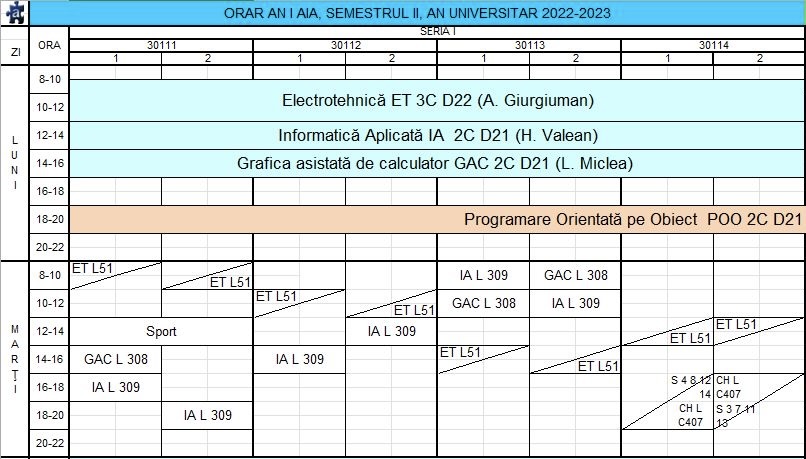 ORAR AN I AIA, SEMESTRUL II, AN UNIVERSITAR 2022-2023
a
SERIA I
ZI ORA 30111 30112 30113 30114
1 2 1 2 1 2 1 2
LUNI
8-10
10-12
Electrotehnică ET 3C D22 (A. Giurgiuman)
12-14 Informatică Aplicată IA 2C D21 (H. Valean)
14-16 Grafica asistată de calculator GAC 2C D21 (L. Miclea)
16-18
18-20 Programare Orientată pe Obiect POO 2C D21
20-22
MARŢI
8-10 ET L51 ET L51 IA L 309 GAC L 308
10-12 ET L51 ET L51 GAC L 308 IA L 309
12-14 Sport IA L 309 ET L51 ET L51
14-16 GAC L 308 IA L 309 ET L51 ET L51
16-18 IA L 309 S 4 8 12 14 CH L C407
18-20 IA L 309 CH L C407 S 3 7 11 13
20-22